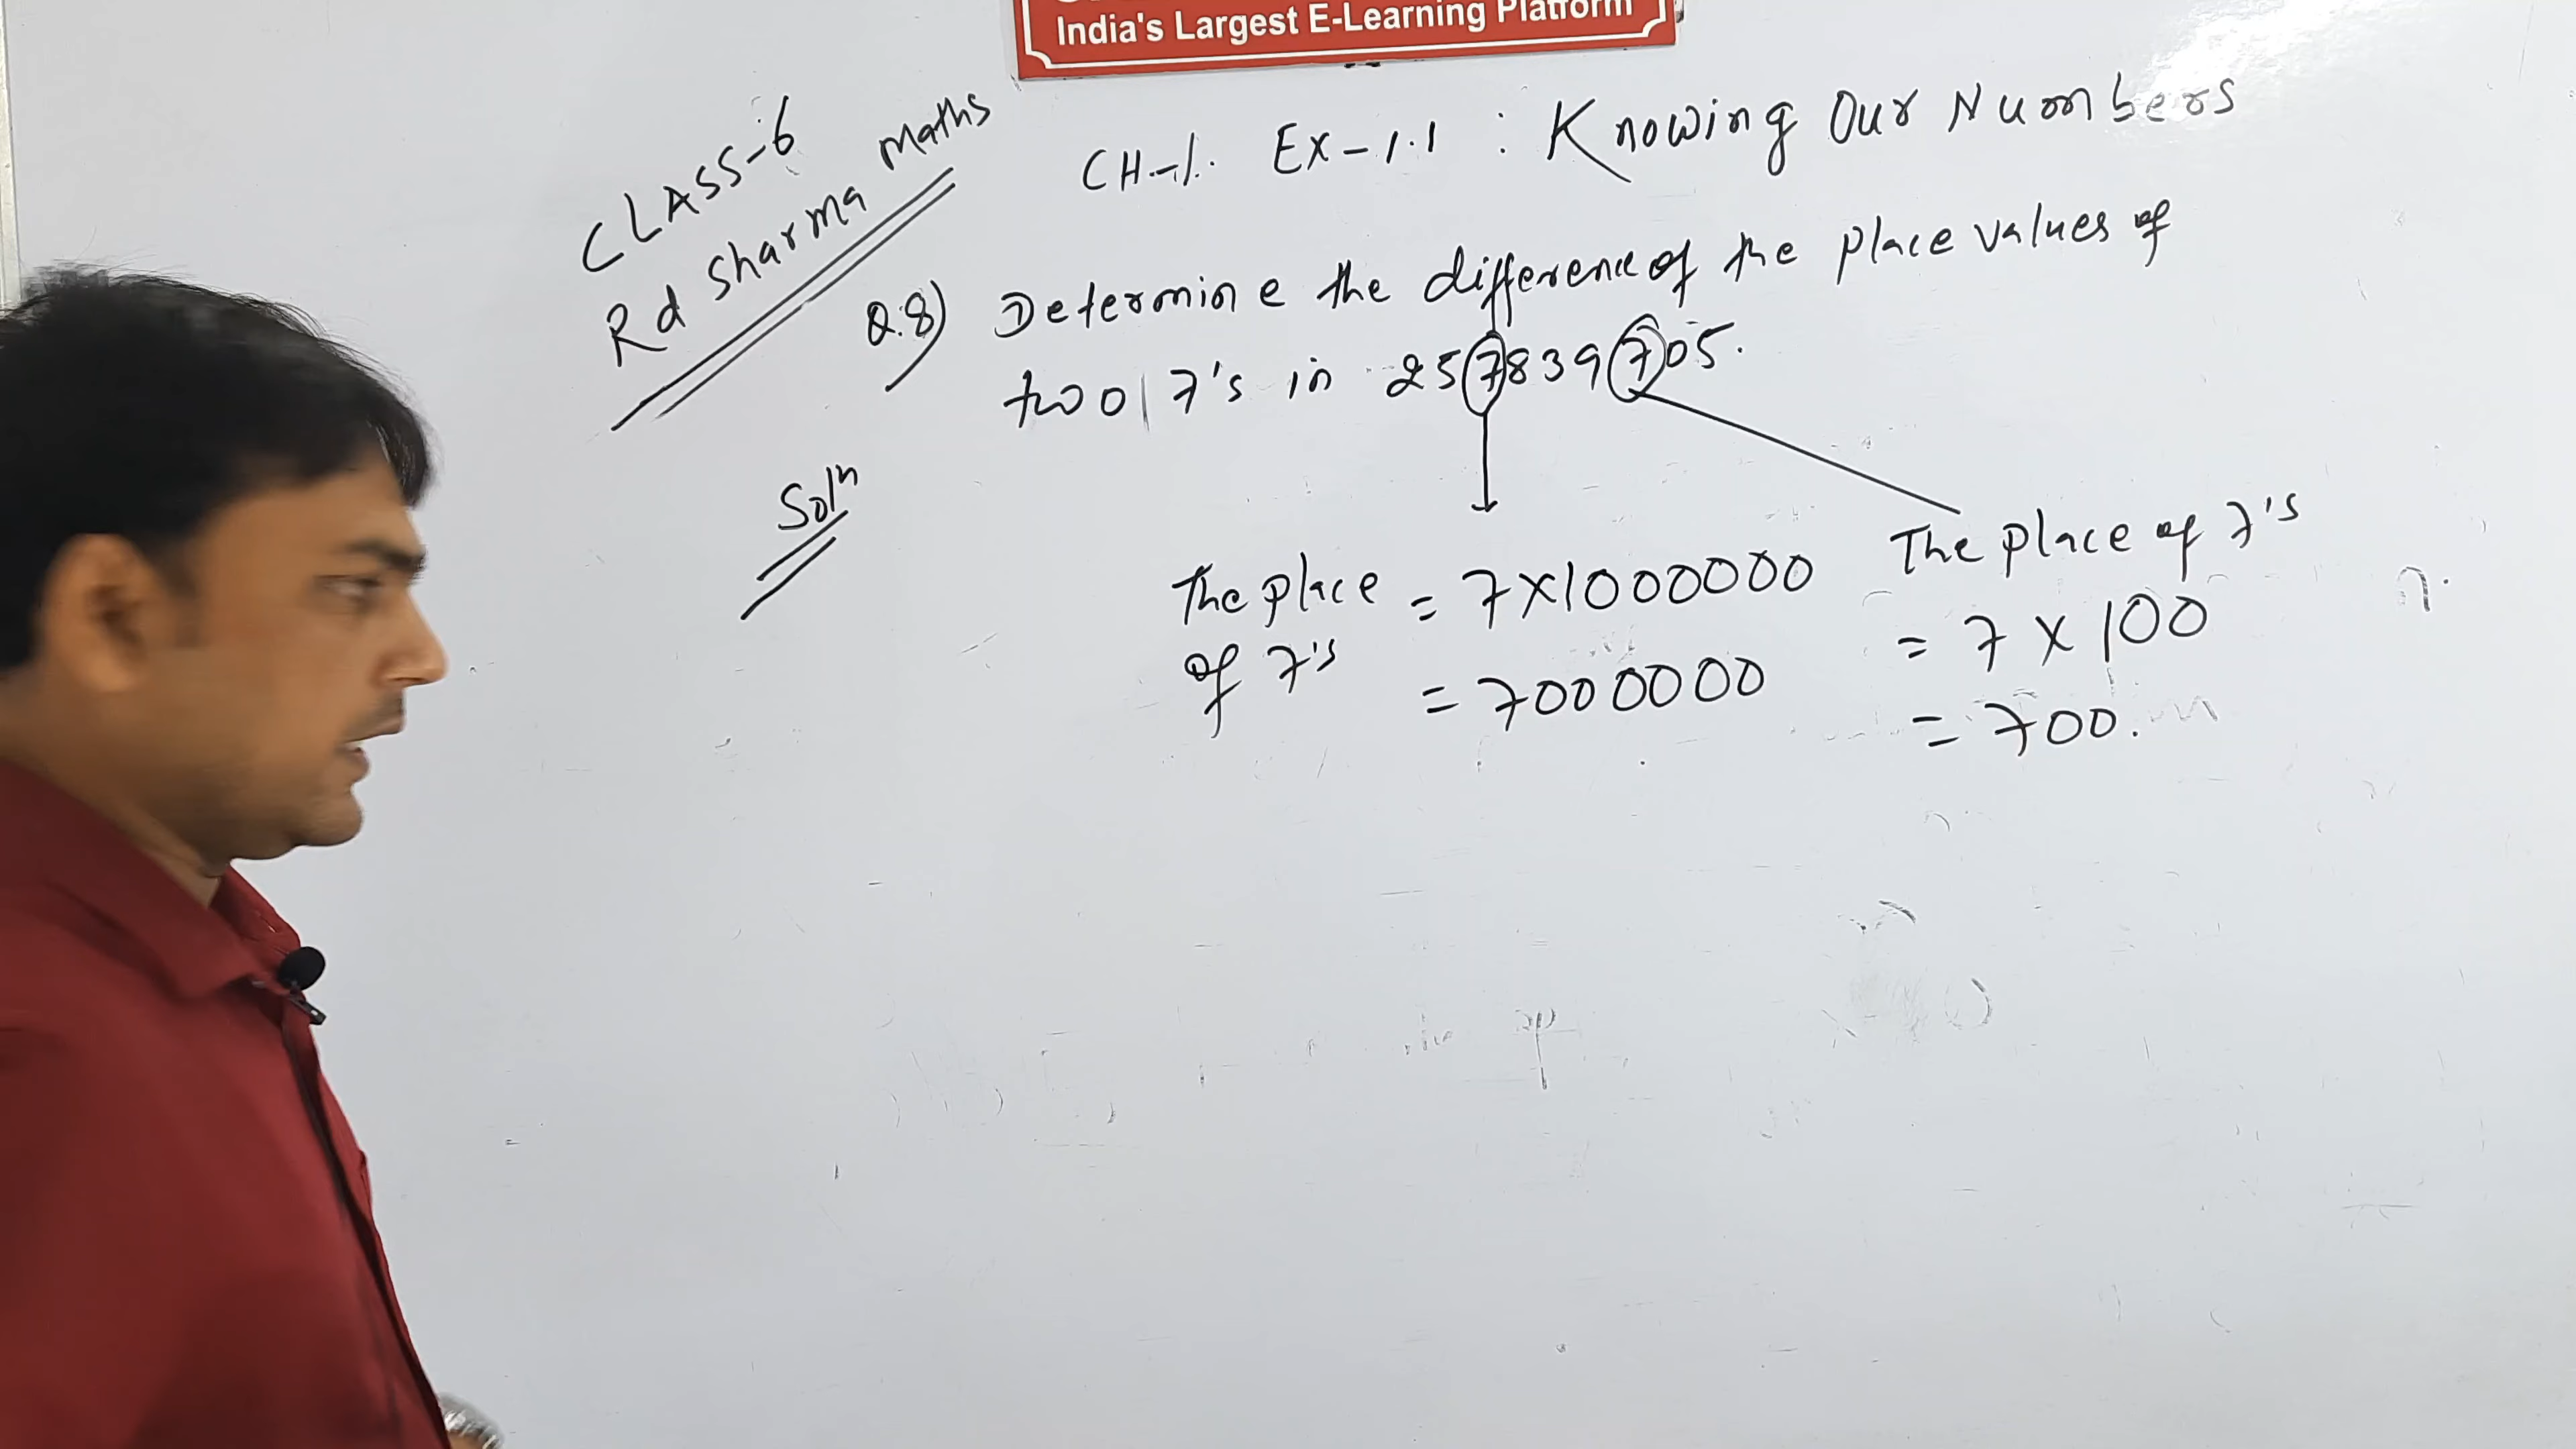 India's Largest E-Learning Platform
CLASS-6
Rd Sharma Maths
CH-1. Ex-1.1 : Knowing Our Numbers
Q.8) Determine the difference of the place values of
two 7's in 257839705.
Soln
The place of 7's = 7×1000000
= 7000000
The place of 7's
= 7 × 100
= 700.